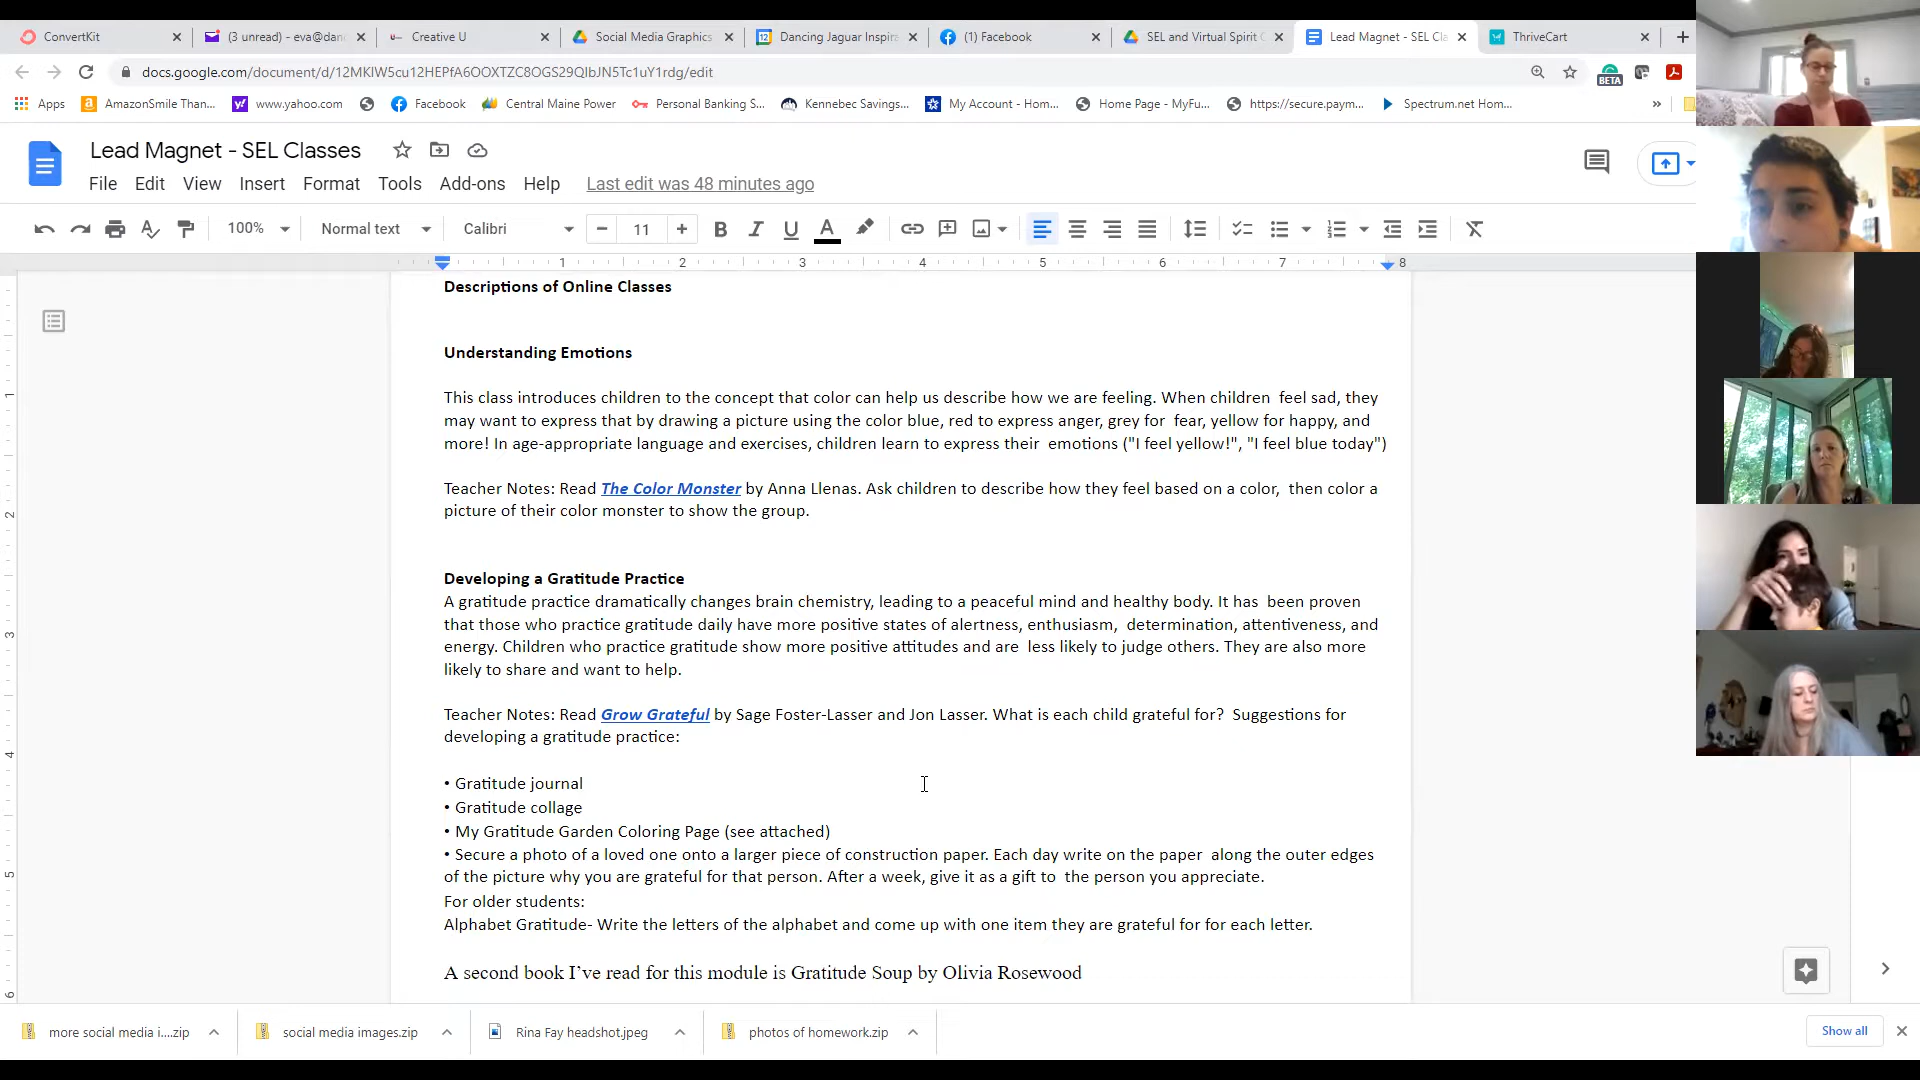 ConvertKit
(3 unread) - eva@dan
Creative U
Social Media Graphics
Dancing Jaguar Inspira
(1) Facebook
SEL and Virtual Spirit C
Lead Magnet - SEL Cla
ThriveCart
docs.google.com/document/d/12MKlW5cu12HEPfA6OOXTZC8OGS29QIbJN5Tc1uY1rdg/edit
BETA
Apps
AmazonSmile Than...
www.yahoo.com
Facebook
Central Maine Power
Personal Banking S...
Kennebec Savings...
My Account - Hom...
Home Page - MyFu...
https://secure.paym...
Spectrum.net Hom...
»
Lead Magnet - SEL Classes
File Edit View Insert Format Tools Add-ons Help Last edit was 48 minutes ago
100% Normal text Calibri 11 B I U A
1 2 3 4 5 6 7 8
Descriptions of Online Classes
Understanding Emotions
This class introduces children to the concept that color can help us describe how we are feeling. When children feel sad, they
may want to express that by drawing a picture using the color blue, red to express anger, grey for fear, yellow for happy, and
more! In age-appropriate language and exercises, children learn to express their emotions ("I feel yellow!", "I feel blue today")
Teacher Notes: Read The Color Monster by Anna Llenas. Ask children to describe how they feel based on a color, then color a
picture of their color monster to show the group.
Developing a Gratitude Practice
A gratitude practice dramatically changes brain chemistry, leading to a peaceful mind and healthy body. It has been proven
that those who practice gratitude daily have more positive states of alertness, enthusiasm, determination, attentiveness, and
energy. Children who practice gratitude show more positive attitudes and are less likely to judge others. They are also more
likely to share and want to help.
Teacher Notes: Read Grow Grateful by Sage Foster-Lasser and Jon Lasser. What is each child grateful for? Suggestions for
developing a gratitude practice:
• Gratitude journal
• Gratitude collage
• My Gratitude Garden Coloring Page (see attached)
• Secure a photo of a loved one onto a larger piece of construction paper. Each day write on the paper along the outer edges
of the picture why you are grateful for that person. After a week, give it as a gift to the person you appreciate.
For older students:
Alphabet Gratitude- Write the letters of the alphabet and come up with one item they are grateful for for each letter.
A second book I've read for this module is Gratitude Soup by Olivia Rosewood
1
2
3
4
5
6
more social media i....zip
social media images.zip
Rina Fay headshot.jpeg
photos of homework.zip
Show all